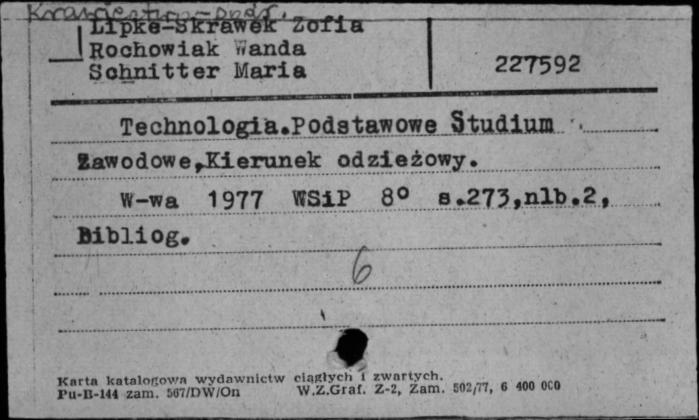 Krawiectwo-podr.
Lipke-Skrawek Zofia
Rochowiak Wanda
Schnitter Maria
227592
Technologia.Podstawowe Studium
Zawodowe,Kierunek odzieżowy.
W-wa 1977 WSiP 8° s.273,nlb.2,
Bibliog.
6
Karta katalogowa wydawnictw ciągłych i zwartych.
Pu-B-144 zam. 567/DW/On W.Z.Graf. Z-2, Zam. 502/77, 6 400 000